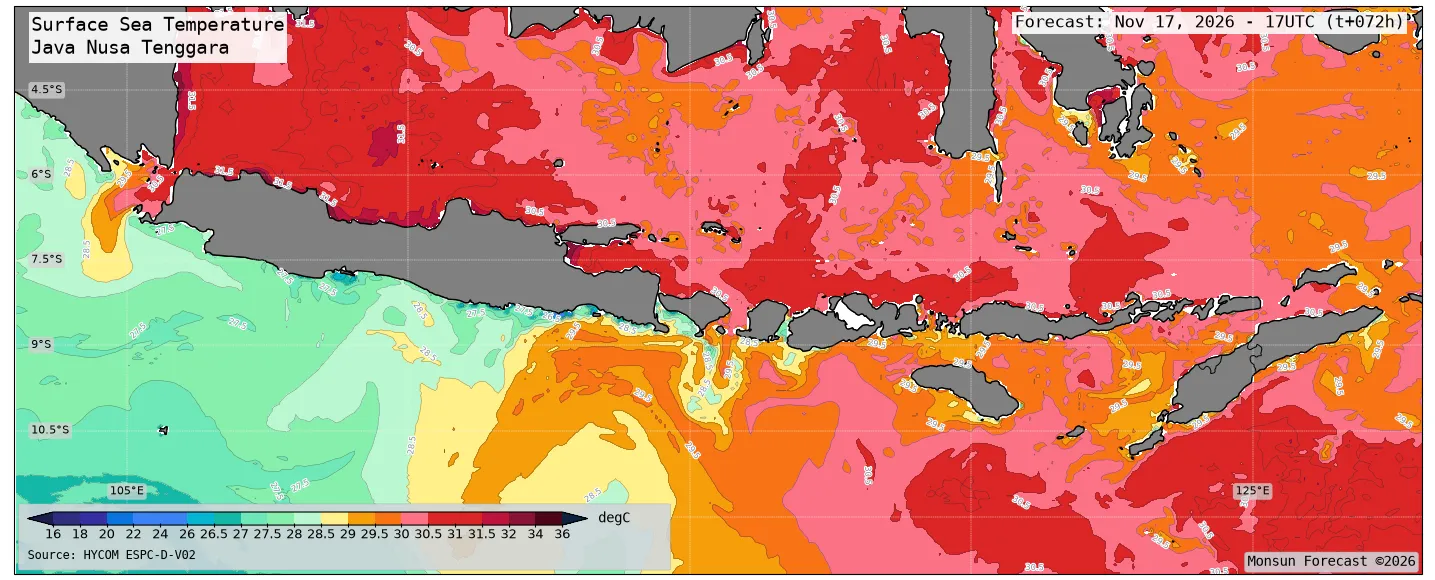 Surface Sea Temperature
Java Nusa Tenggara
Forecast: Nov 17, 2026 - 17UTC (t+072h)
4.5°S
6°S
7.5°S
9°S
10.5°S
105°E
125°E
16 18 20 22 24 26 26.5 27 27.5 28 28.5 29 29.5 30 30.5 31 31.5 32 34 36
degC
Source: HYCOM ESPC-D-V02
Monsun Forecast ©2026